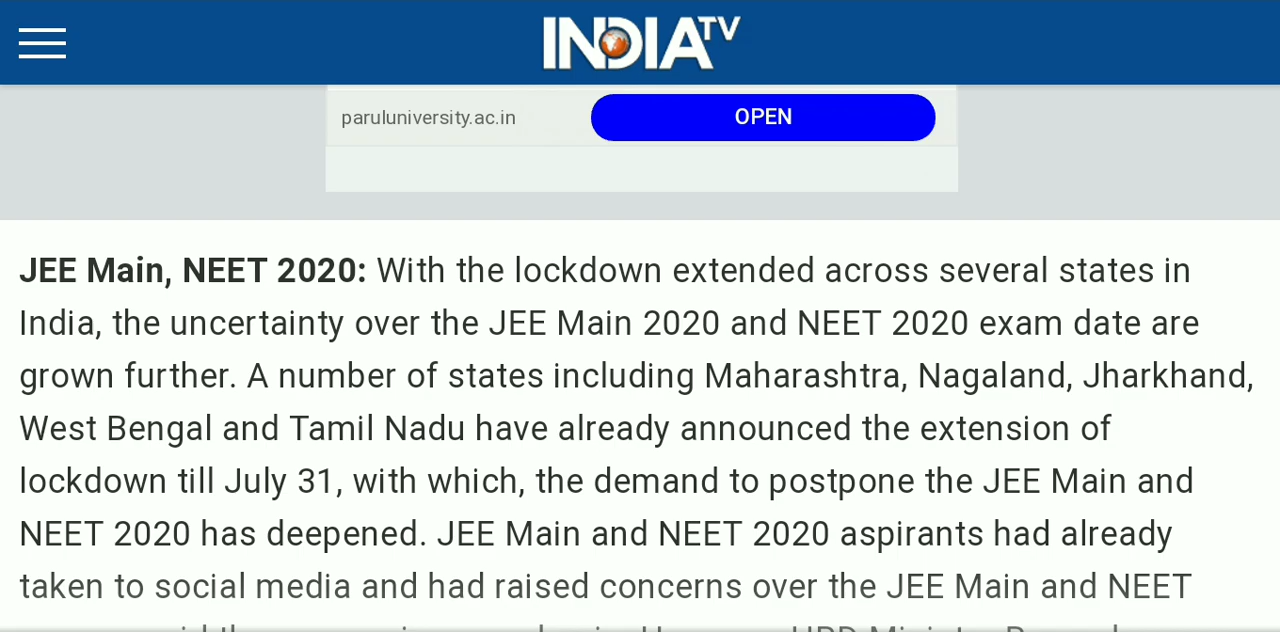 INDIA TV
paruluniversity.ac.in
OPEN
JEE Main, NEET 2020: With the lockdown extended across several states in
India, the uncertainty over the JEE Main 2020 and NEET 2020 exam date are
grown further. A number of states including Maharashtra, Nagaland, Jharkhand,
West Bengal and Tamil Nadu have already announced the extension of
lockdown till July 31, with which, the demand to postpone the JEE Main and
NEET 2020 has deepened. JEE Main and NEET 2020 aspirants had already
taken to social media and had raised concerns over the JEE Main and NEET